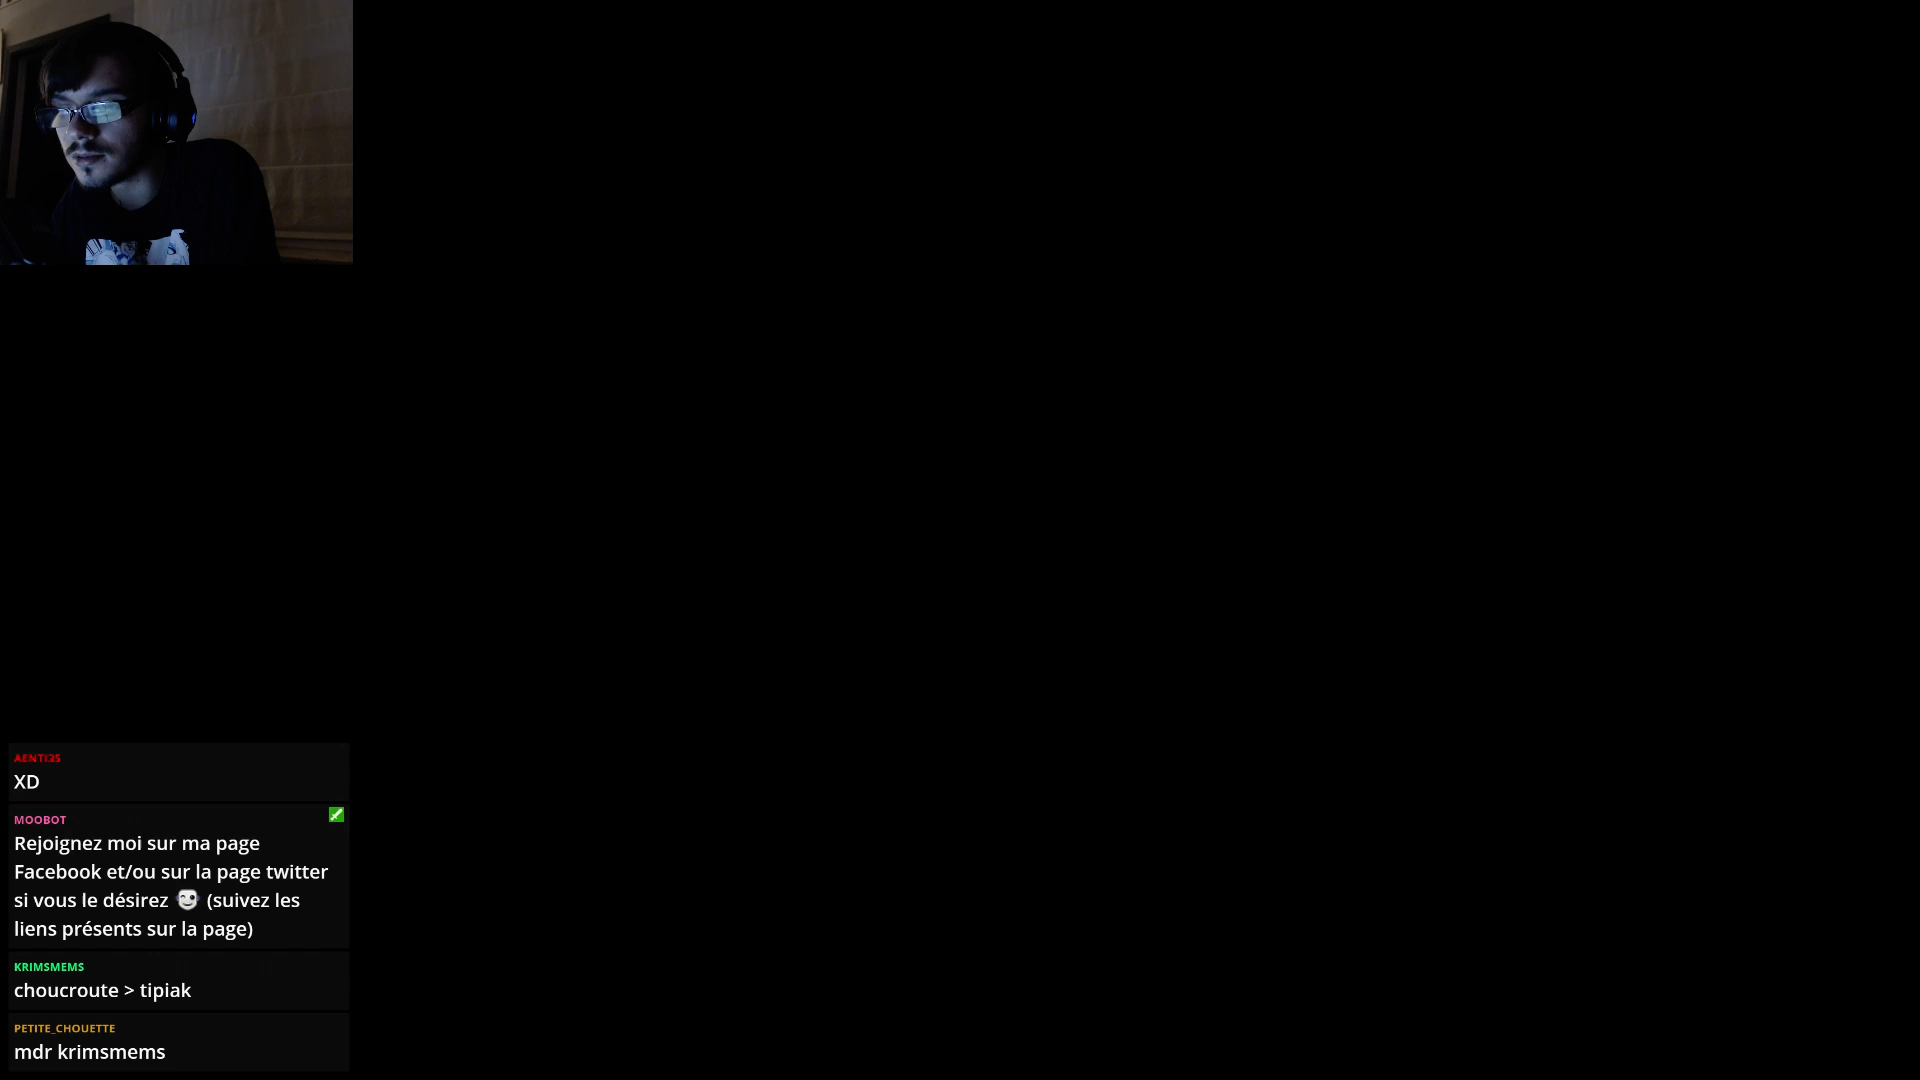 AENTI3S
XD
MOOBOT
Rejoignez moi sur ma page
Facebook et/ou sur la page twitter
si vous le désirez (suivez les
liens présents sur la page)
KRIMSMEMS
choucroute > tipiak
PETITE_CHOUETTE
mdr krimsmems